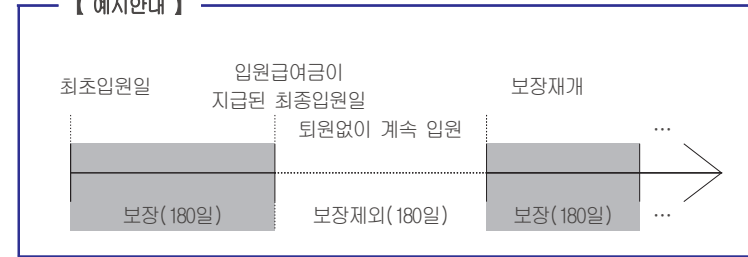 【 예시안내 】
최초입원일
입원급여금이
지급된 최종입원일
보장재개
퇴원없이 계속 입원
…
보장(180일)
보장제외(180일)
보장(180일)
…